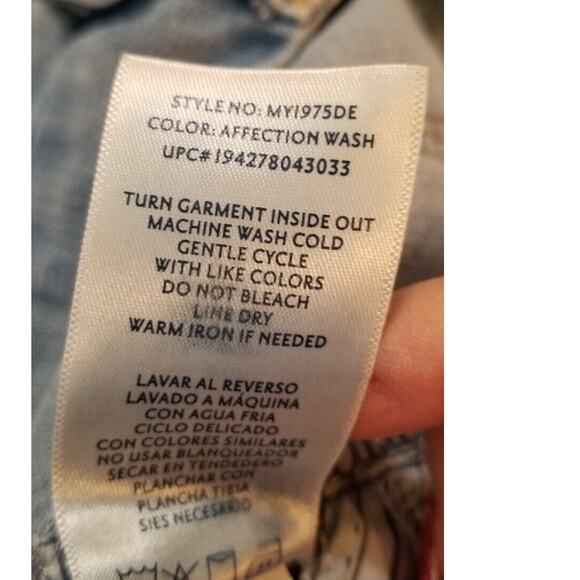 STYLE NO: MY1975DE
COLOR: AFFECTION WASH
UPC# 194278043033
TURN GARMENT INSIDE OUT
MACHINE WASH COLD
GENTLE CYCLE
WITH LIKE COLORS
DO NOT BLEACH
LINE DRY
WARM IRON IF NEEDED
LAVAR AL REVERSO
LAVADO A MÁQUINA
CON AGUA FRIA
CICLO DELICADO
CON COLORES SIMILARES
NO USAR BLANQUEADOR
SECAR EN TENDEDERO
PLANCHAR CON
PLANCHA TIBIA
SIES NECESARIO